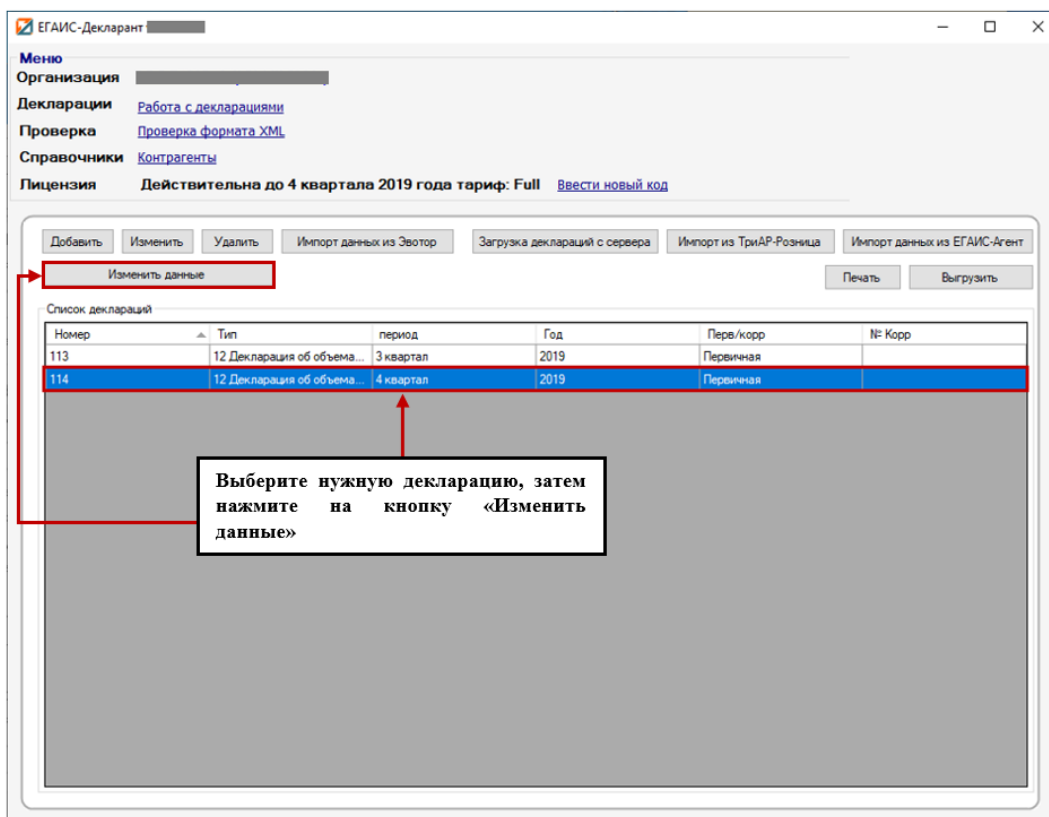 ЕГАИС-Декларант
Меню
Организация
Декларации Работа с декларациями
Проверка Проверка формата XML
Справочники Контрагенты
Лицензия Действительна до 4 квартала 2019 года тариф: Full Ввести новый код
Добавить Изменить Удалить Импорт данных из Эвотор Загрузка деклараций с сервера Импорт из ТриАР-Розница Импорт данных из ЕГАИС-Агент
Изменить данные Печать Выгрузить
Список деклараций
Номер Тип период Год Перв/корр № Корр
113 12 Декларация об объема... 3 квартал 2019 Первичная
114 12 Декларация об объема... 4 квартал 2019 Первичная
Выберите нужную декларацию, затем
нажмите на кнопку «Изменить
данные»